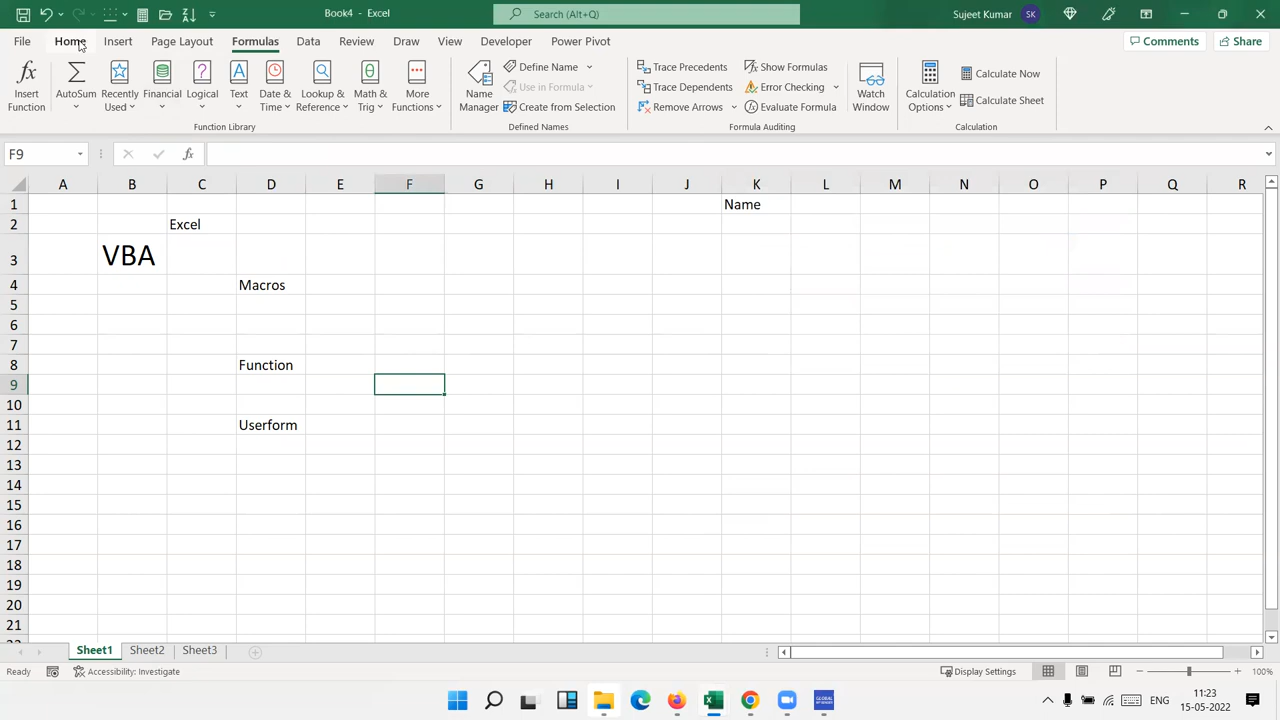 Book4 - Excel
Search (Alt+Q)
Sujeet Kumar
SK
File
Home
Insert
Page Layout
Formulas
Data
Review
Draw
View
Developer
Power Pivot
Comments
Share
Insert Function
AutoSum
Recently Used
Financial
Logical
Text
Date & Time
Lookup & Reference
Math & Trig
More Functions
Name Manager
Define Name
Use in Formula
Create from Selection
Trace Precedents
Trace Dependents
Remove Arrows
Show Formulas
Error Checking
Evaluate Formula
Watch Window
Calculation Options
Calculate Now
Calculate Sheet
Function Library
Defined Names
Formula Auditing
Calculation
F9
fx
A B C D E F G H I J K L M N O P Q R
1 Name
2 Excel
3 VBA
4 Macros
5
6
7
8 Function
9
10
11 Userform
12
13
14
15
16
17
18
19
20
21
Sheet1 Sheet2 Sheet3
Ready
Accessibility: Investigate
Display Settings
100%
ENG
11:23
15-05-2022